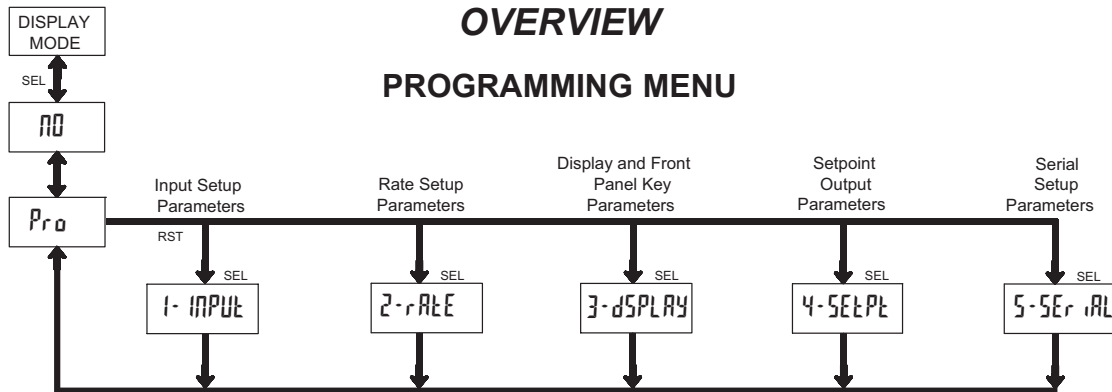 OVERVIEW
PROGRAMMING MENU
DISPLAY
MODE
SEL
NO
Pro
Input Setup
Parameters
Rate Setup
Parameters
Display and Front
Panel Key
Parameters
Setpoint
Output
Parameters
Serial
Setup
Parameters
RST
SEL
SEL
SEL
SEL
SEL
1-INPUt
2-rAtE
3-dSPLAY
4-SEtPt
5-SEriAL